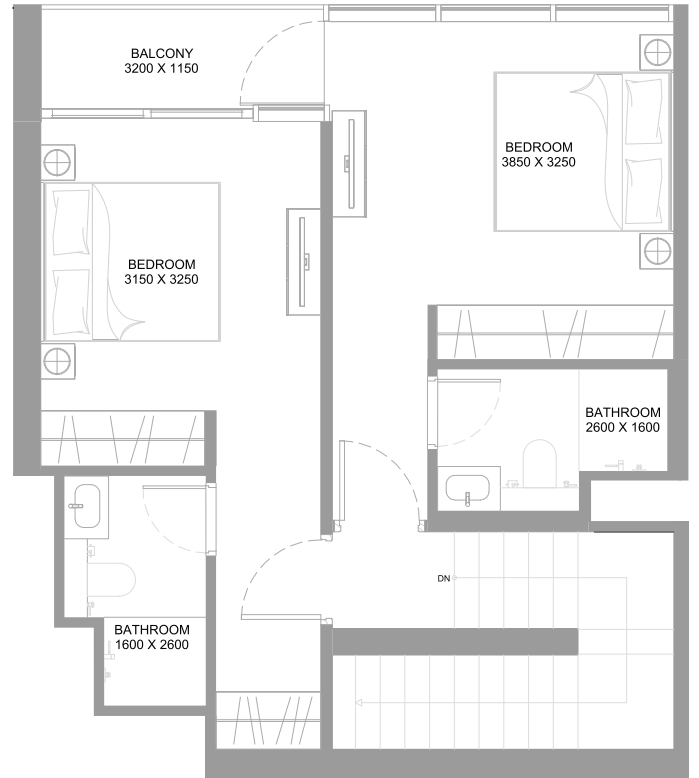 BALCONY
3200 X 1150
BEDROOM
3850 X 3250
BEDROOM
3150 X 3250
BATHROOM
2600 X 1600
DN
BATHROOM
1600 X 2600